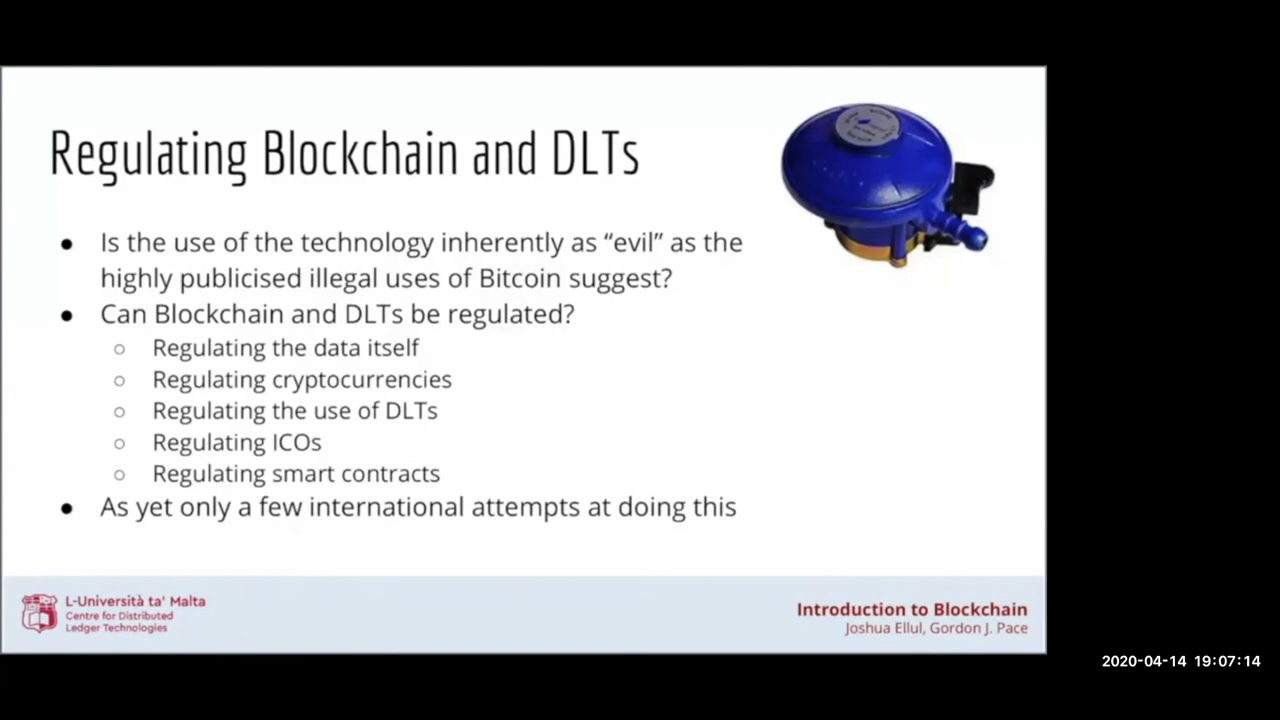 Regulating Blockchain and DLTs
● Is the use of the technology inherently as “evil” as the
highly publicised illegal uses of Bitcoin suggest?
● Can Blockchain and DLTs be regulated?
○ Regulating the data itself
○ Regulating cryptocurrencies
○ Regulating the use of DLTs
○ Regulating ICOs
○ Regulating smart contracts
● As yet only a few international attempts at doing this
L-Università ta' Malta
Centre for Distributed
Ledger Technologies
Introduction to Blockchain
Joshua Ellul, Gordon J. Pace
2020-04-14 19:07:14